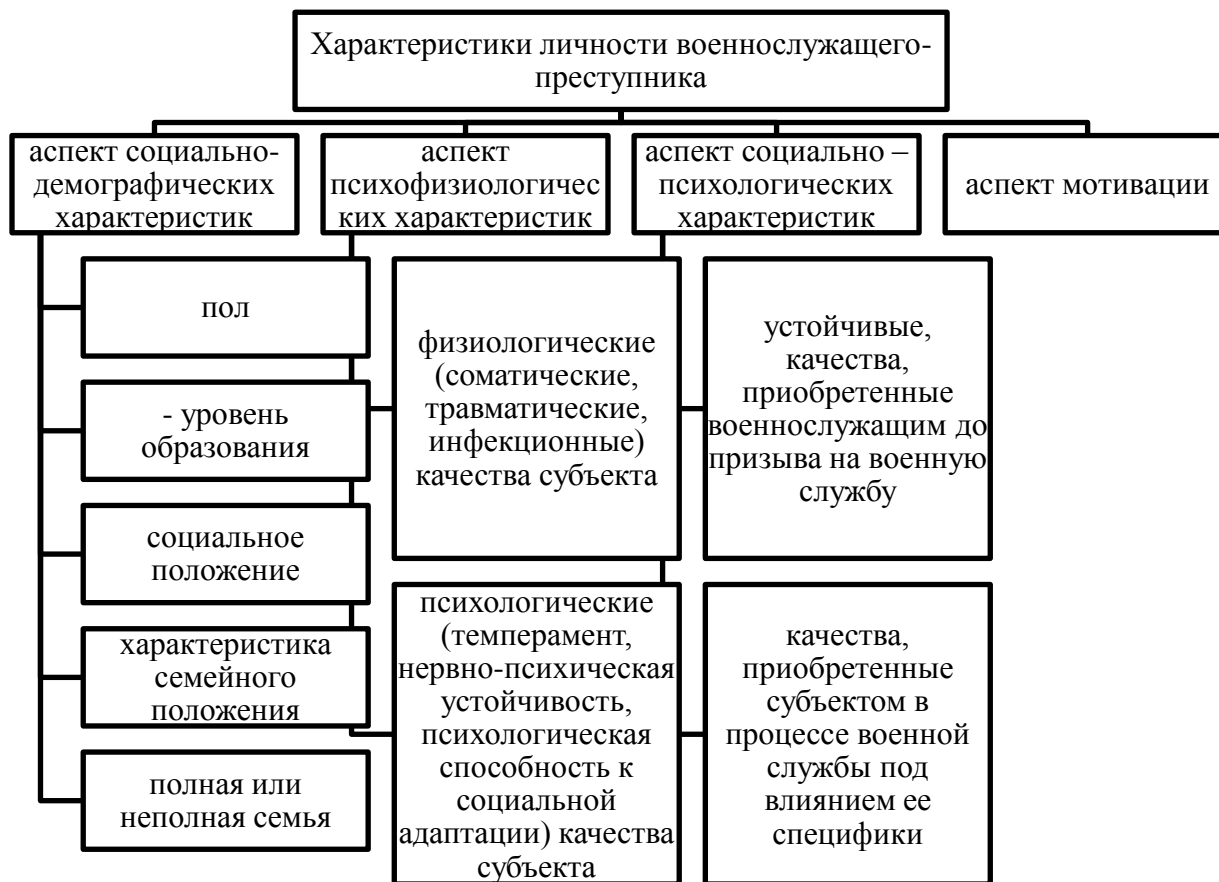 Характеристики личности военнослужащего-
преступника
аспект социально-
демографических
характеристик
аспект
психофизиологичес
ких характеристик
аспект социально –
психологических
характеристик
аспект мотивации
пол
- уровень
образования
социальное
положение
характеристика
семейного
положения
полная или
неполная семья
физиологические
(соматические,
травматические,
инфекционные)
качества субъекта
психологические
(темперамент,
нервно-психическая
устойчивость,
психологическая
способность к
социальной
адаптации) качества
субъекта
устойчивые,
качества,
приобретенные
военнослужащим до
призыва на военную
службу
качества,
приобретенные
субъектом в
процессе военной
службы под
влиянием ее
специфики